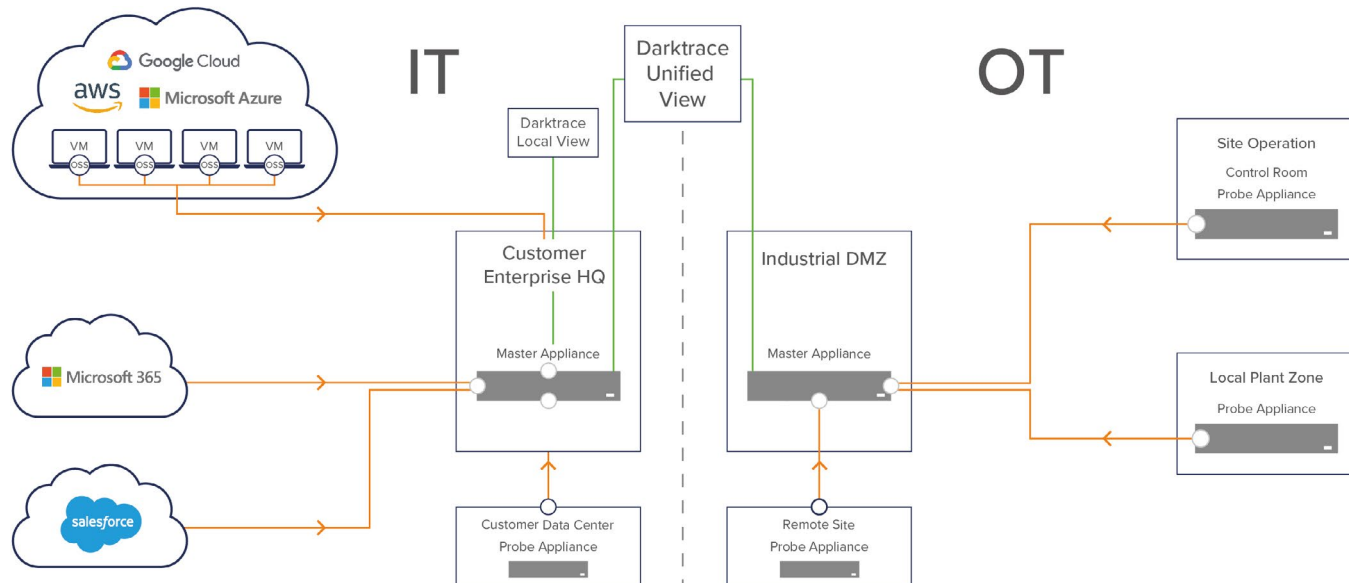 Google Cloud
aws
Microsoft Azure
VM
VM
VM
VM
OSS
OSS
OSS
OSS
IT
Darktrace
Unified
View
OT
Darktrace
Local View
Customer
Enterprise HQ
Master Appliance
Industrial DMZ
Master Appliance
Site Operation
Control Room
Probe Appliance
Local Plant Zone
Probe Appliance
Microsoft 365
salesforce
Customer Data Center
Probe Appliance
Remote Site
Probe Appliance